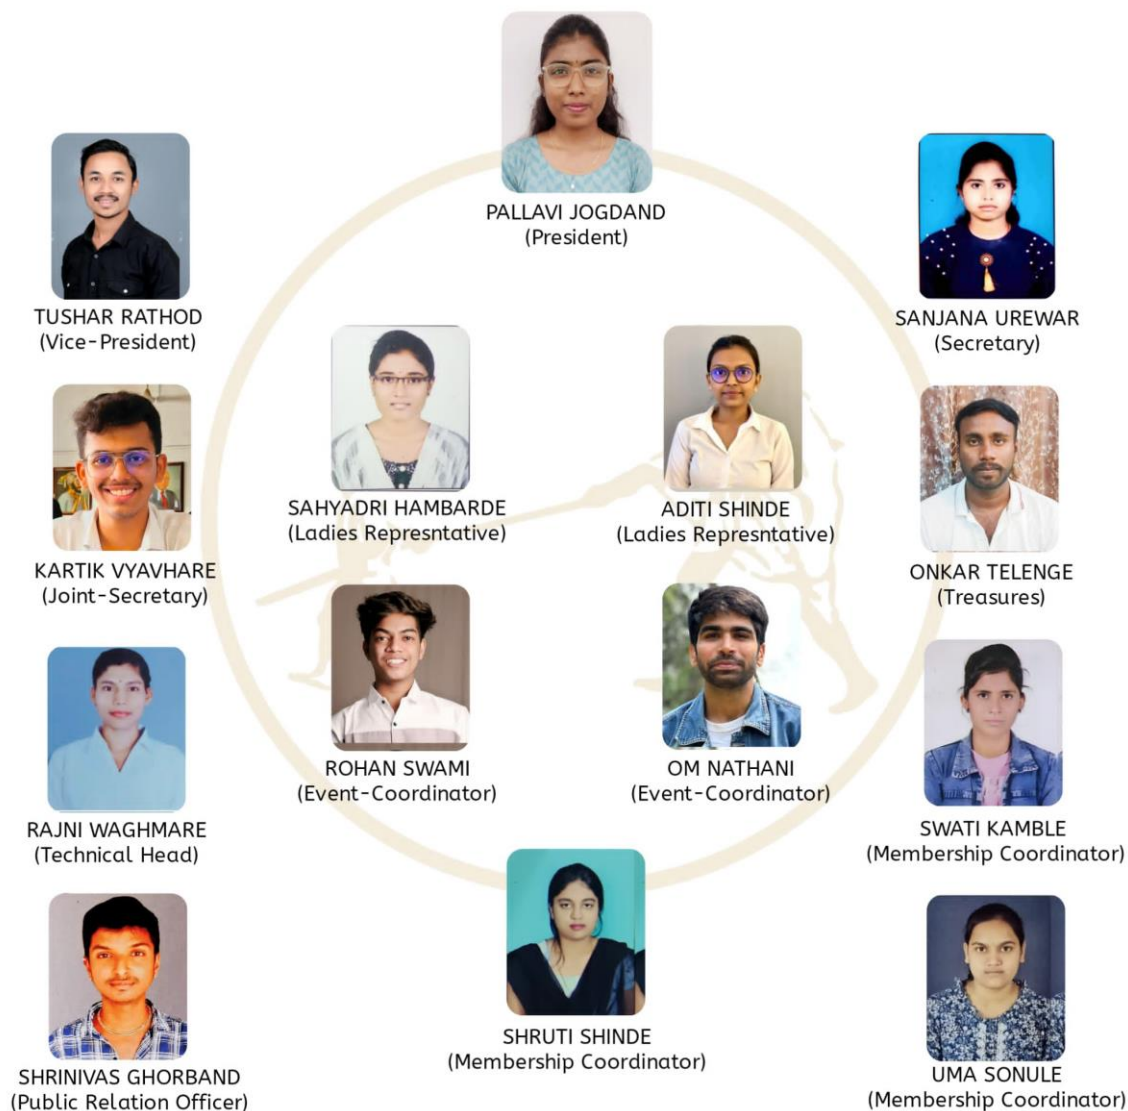 PALLAVI JOGDAND
(President)
TUSHAR RATHOD
(Vice-President)
SANJANA UREWAR
(Secretary)
SAHYADRI HAMBARDE
(Ladies Represntative)
ADITI SHINDE
(Ladies Represntative)
KARTIK VYAVHARE
(Joint-Secretary)
ONKAR TELENGE
(Treasures)
ROHAN SWAMI
(Event-Coordinator)
OM NATHANI
(Event-Coordinator)
RAJNI WAGHMARE
(Technical Head)
SWATI KAMBLE
(Membership Coordinator)
SHRUTI SHINDE
(Membership Coordinator)
SHRINIVAS GHORBAND
(Public Relation Officer)
UMA SONULE
(Membership Coordinator)